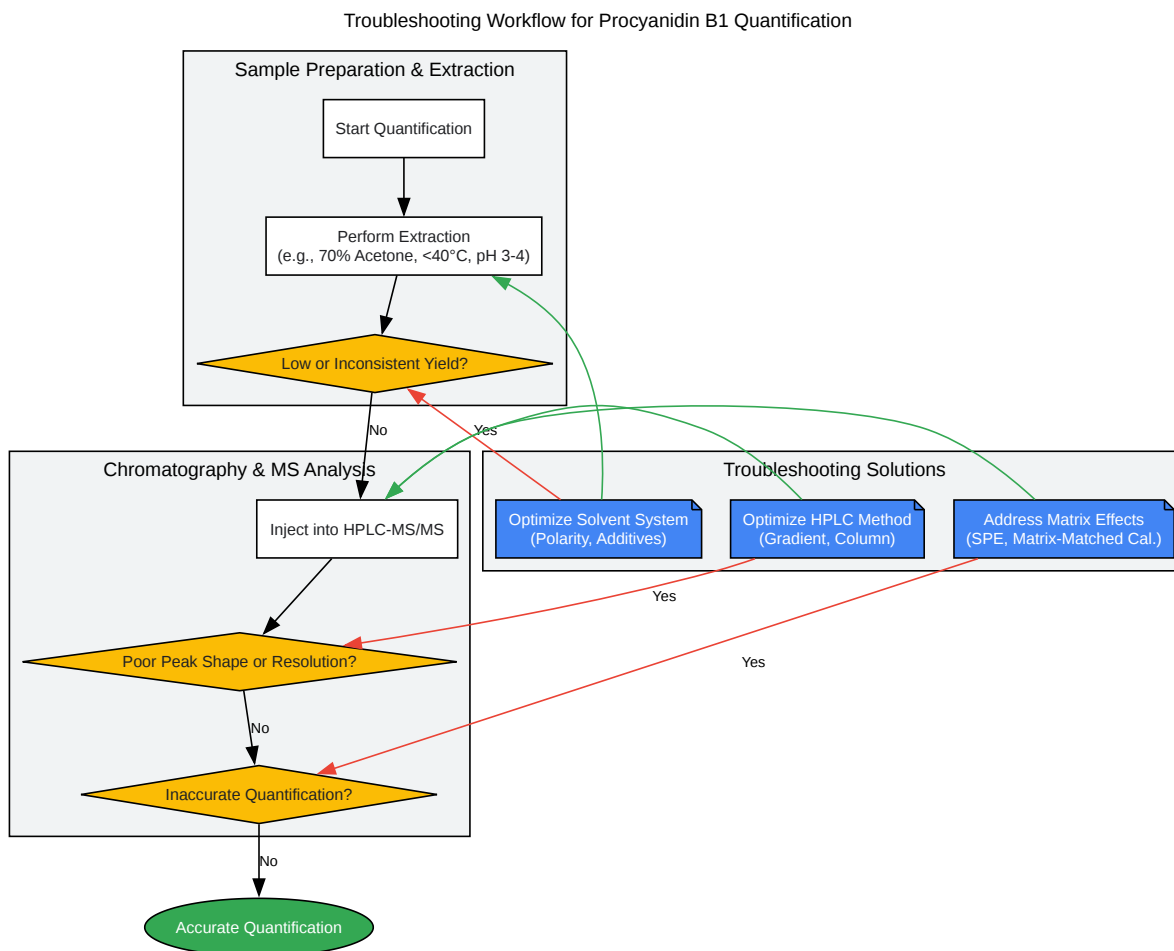 Troubleshooting Workflow for Procyanidin B1 Quantification
Sample Preparation & Extraction
Start Quantification
Perform Extraction
(e.g., 70% Acetone, <40°C, pH 3-4)
Low or Inconsistent Yield?
No
Yes
Chromatography & MS Analysis
Inject into HPLC-MS/MS
Troubleshooting Solutions
Optimize Solvent System
(Polarity, Additives)
Optimize HPLC Method
(Gradient, Column)
Address Matrix Effects
(SPE, Matrix-Matched Cal.)
Yes
Poor Peak Shape or Resolution?
Yes
No
Inaccurate Quantification?
No
Accurate Quantification